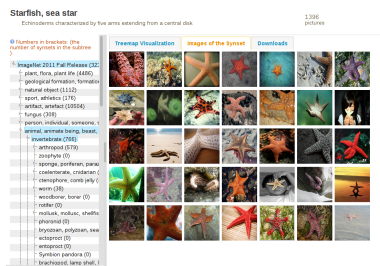 Starfish, sea star
Echinoderms characterized by five arms extending from a central disk
1396
pictures
Numbers in brackets: (the
number of synsets in the subtree
)
Treemap Visualization
Images of the Synset
Downloads
ImageNet 2011 Fall Release (32
plant, flora, plant life (4486)
geological formation, formation
natural object (1112)
sport, athletics (176)
artifact, artefact (10504)
fungus (308)
person, individual, someone,
animal, animate being, beast,
invertebrate (766)
arthropod (579)
zoophyte (0)
sponge, poriferan, paraz
coelenterate, cnidarian (
ctenophore, comb jelly (
worm (38)
woodborer, borer (0)
rotifer (0)
mollusk, mollusc, shellfis
phoronid (0)
bryozoan, polyzoan, sea
ectoproct (0)
entoproct (0)
Symbion pandora (0)
brachiopod, lamp shell, l